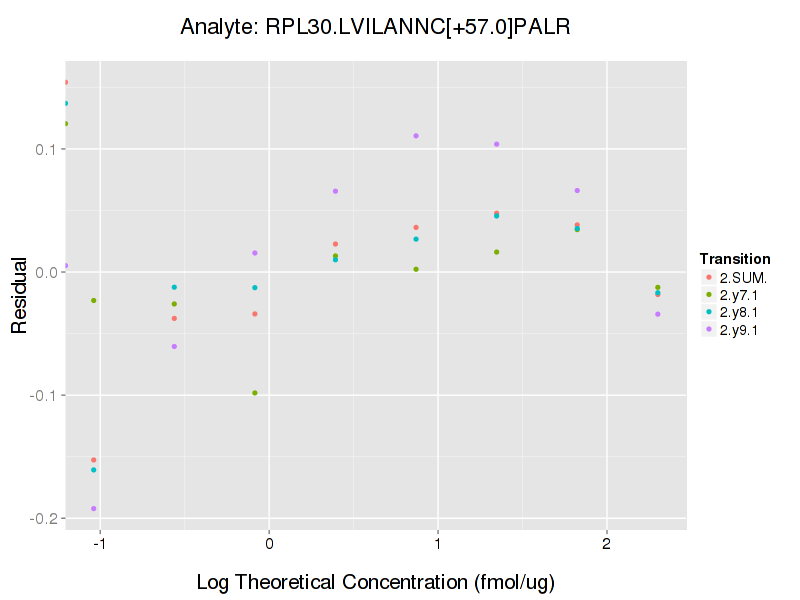 Analyte: RPL30.LVILANNC[+57.0]PALR
Residual
0.1
0.0
-0.1
-0.2
-1
0
1
2
Log Theoretical Concentration (fmol/ug)
Transition
2.SUM.
2.y7.1
2.y8.1
2.y9.1